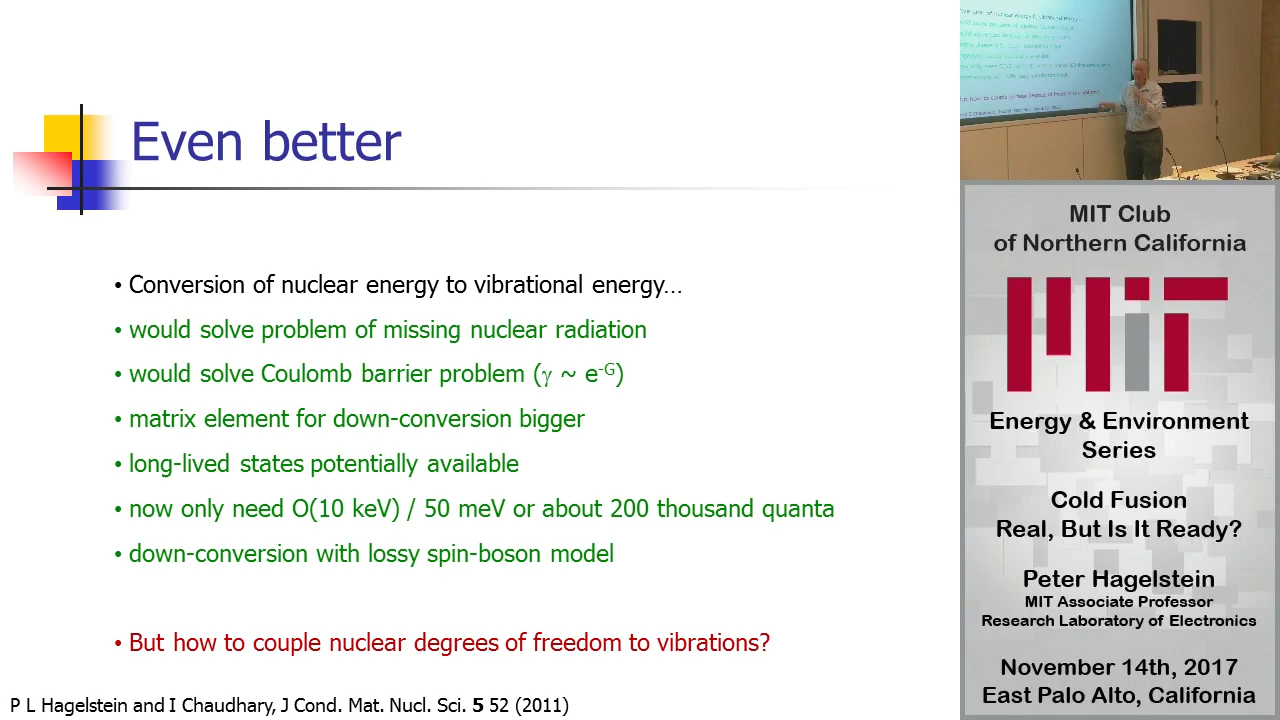 Even better
• Conversion of nuclear energy to vibrational energy…
• would solve problem of missing nuclear radiation
• would solve Coulomb barrier problem (γ ~ e-G)
• matrix element for down-conversion bigger
• long-lived states potentially available
• now only need O(10 keV) / 50 meV or about 200 thousand quanta
• down-conversion with lossy spin-boson model
• But how to couple nuclear degrees of freedom to vibrations?
P L Hagelstein and I Chaudhary, J Cond. Mat. Nucl. Sci. 5 52 (2011)
MIT Club
of Northern California
MIT
Energy & Environment
Series
Cold Fusion
Real, But Is It Ready?
Peter Hagelstein
MIT Associate Professor
Research Laboratory of Electronics
November 14th, 2017
East Palo Alto, California